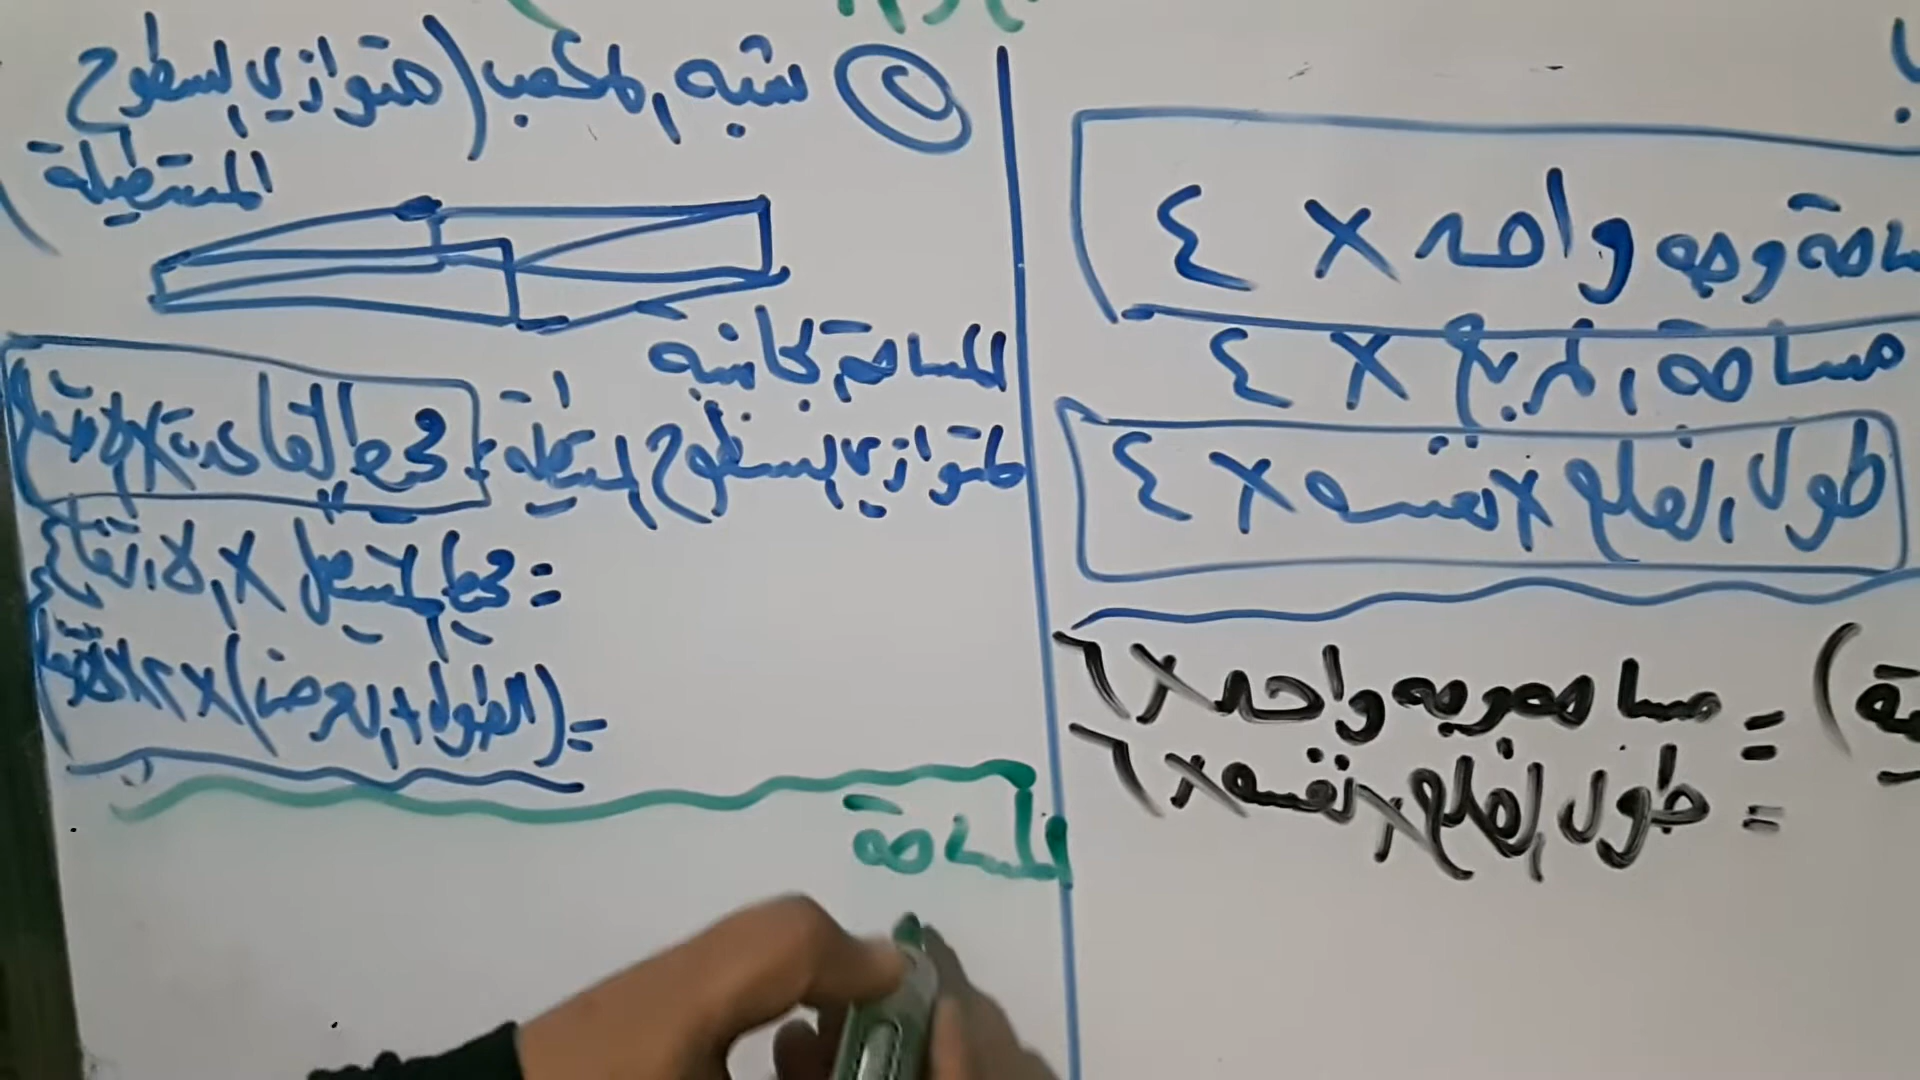 مساحة وجه واحد × ٤
مساحة المربع × ٤
طول الضلع × نفسه × ٤
= مساحة وجه واحد × ٦
= طول الضلع × نفسه × ٦
٢ شبه المكعب (متوازي السطوح
المستطيلة)
المساحة الجانبية
لمتوازي السطوح المستطيلة = محيط القاعدة × الارتفاع
= محيط المستطيل × الارتفاع
= (الطول + العرض) × ٢ × الارتفاع
المساحة